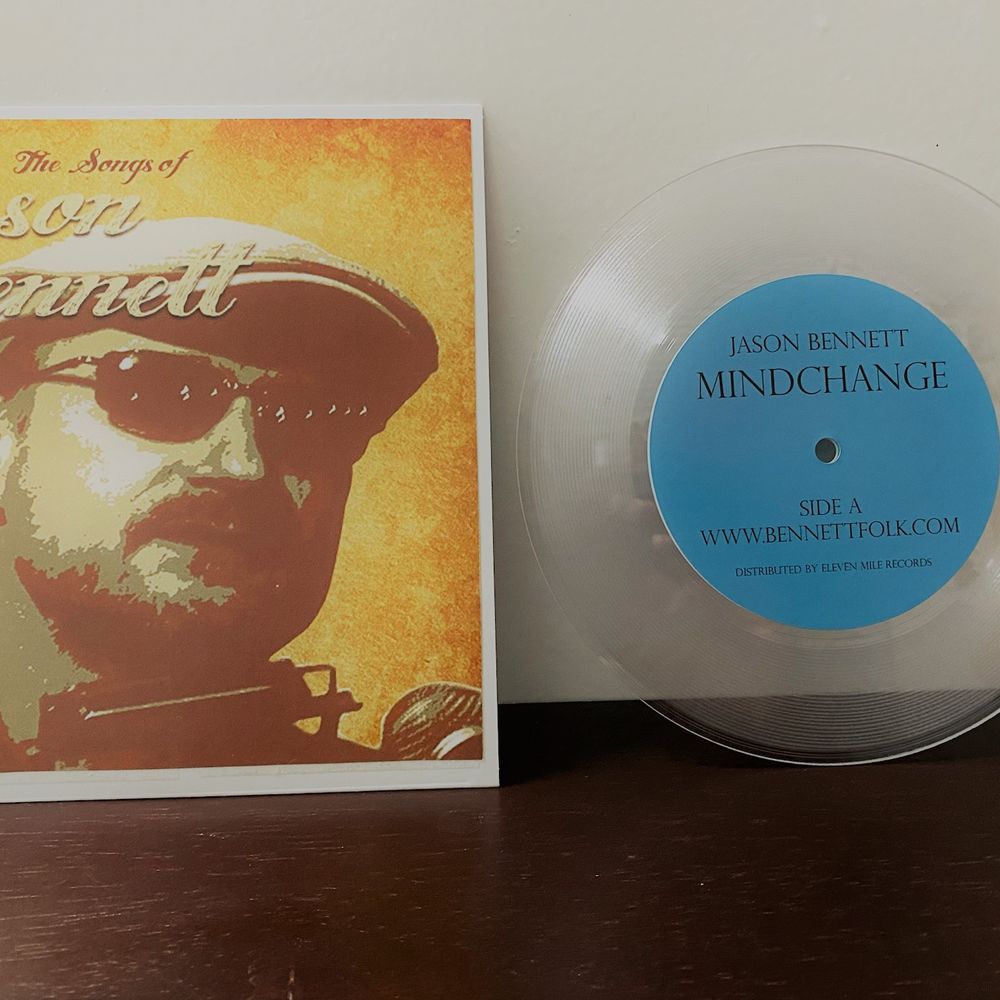 The Songs of
son
ennett
JASON BENNETT
MINDCHANGE
SIDE A
WWW.BENNETTFOLK.COM
DISTRIBUTED BY ELEVEN MILE RECORDS